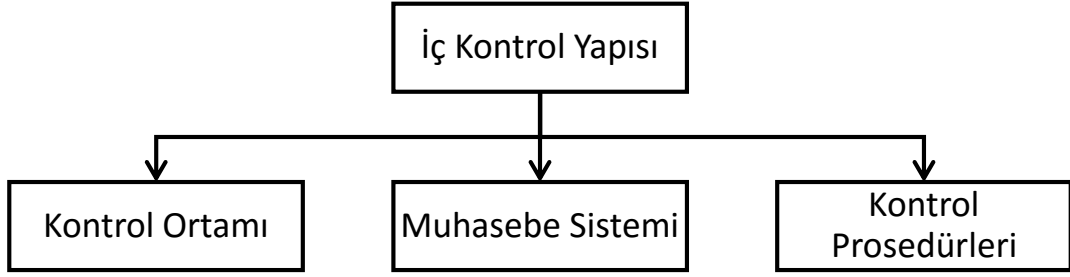 İç Kontrol Yapısı
Kontrol Ortamı
Muhasebe Sistemi
Kontrol
Prosedürleri